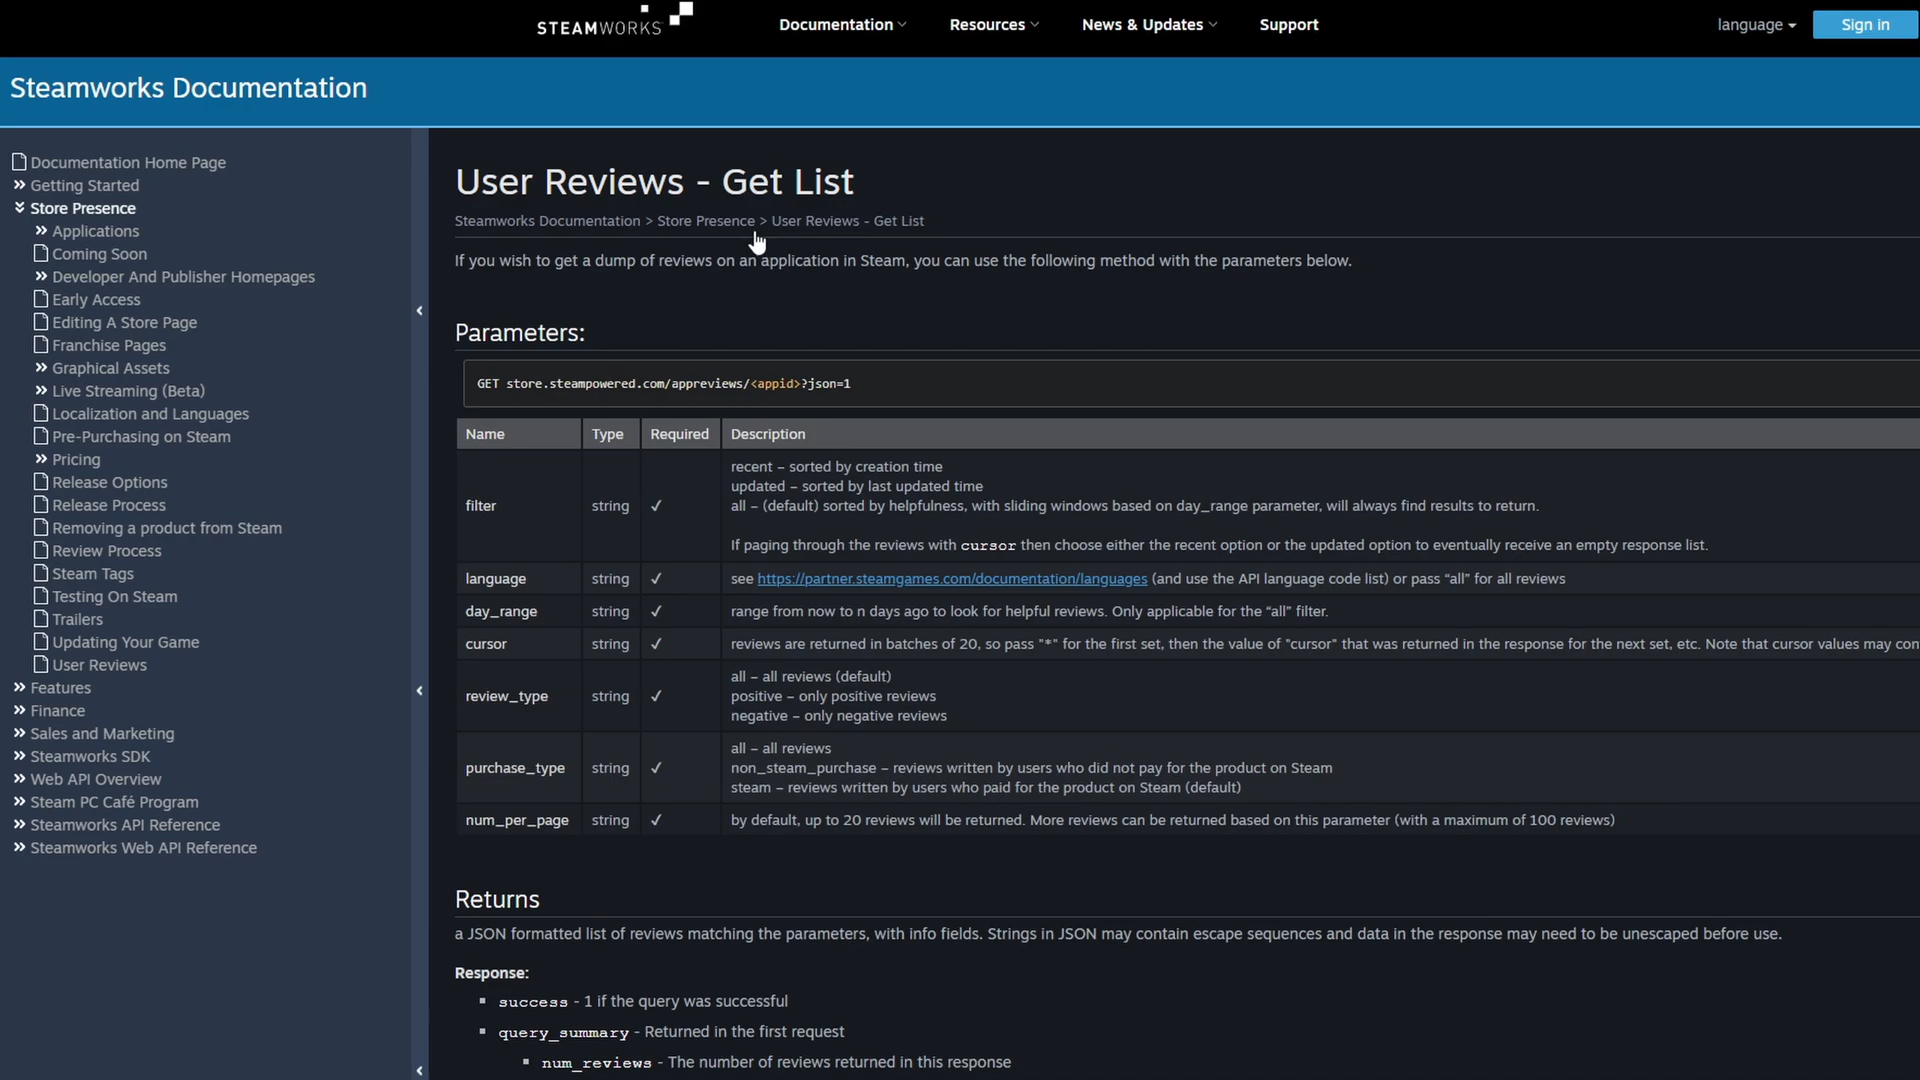 STEAMWORKS
Documentation
Resources
News & Updates
Support
language
Sign in
Steamworks Documentation
Documentation Home Page
Getting Started
Store Presence
Applications
Coming Soon
Developer And Publisher Homepages
Early Access
Editing A Store Page
Franchise Pages
Graphical Assets
Live Streaming (Beta)
Localization and Languages
Pre-Purchasing on Steam
Pricing
Release Options
Release Process
Removing a product from Steam
Review Process
Steam Tags
Testing On Steam
Trailers
Updating Your Game
User Reviews
Features
Finance
Sales and Marketing
Steamworks SDK
Web API Overview
Steam PC Café Program
Steamworks API Reference
Steamworks Web API Reference
User Reviews - Get List
Steamworks Documentation > Store Presence > User Reviews - Get List
If you wish to get a dump of reviews on an application in Steam, you can use the following method with the parameters below.
Parameters:
GET store.steampowered.com/appreviews/<appid>?json=1
Name Type Required Description
filter string ✓
recent – sorted by creation time
updated – sorted by last updated time
all – (default) sorted by helpfulness, with sliding windows based on day_range parameter, will always find results to return.
If paging through the reviews with cursor then choose either the recent option or the updated option to eventually receive an empty response list.
language string ✓ see https://partner.steamgames.com/documentation/languages (and use the API language code list) or pass “all” for all reviews
day_range string ✓ range from now to n days ago to look for helpful reviews. Only applicable for the “all” filter.
cursor string ✓ reviews are returned in batches of 20, so pass "*" for the first set, then the value of "cursor" that was returned in the response for the next set, etc. Note that cursor values may con
review_type string ✓
all – all reviews (default)
positive – only positive reviews
negative – only negative reviews
purchase_type string ✓
all – all reviews
non_steam_purchase – reviews written by users who did not pay for the product on Steam
steam – reviews written by users who paid for the product on Steam (default)
num_per_page string ✓ by default, up to 20 reviews will be returned. More reviews can be returned based on this parameter (with a maximum of 100 reviews)
Returns
a JSON formatted list of reviews matching the parameters, with info fields. Strings in JSON may contain escape sequences and data in the response may need to be unescaped before use.
Response:
success - 1 if the query was successful
query_summary - Returned in the first request
num_reviews - The number of reviews returned in this response